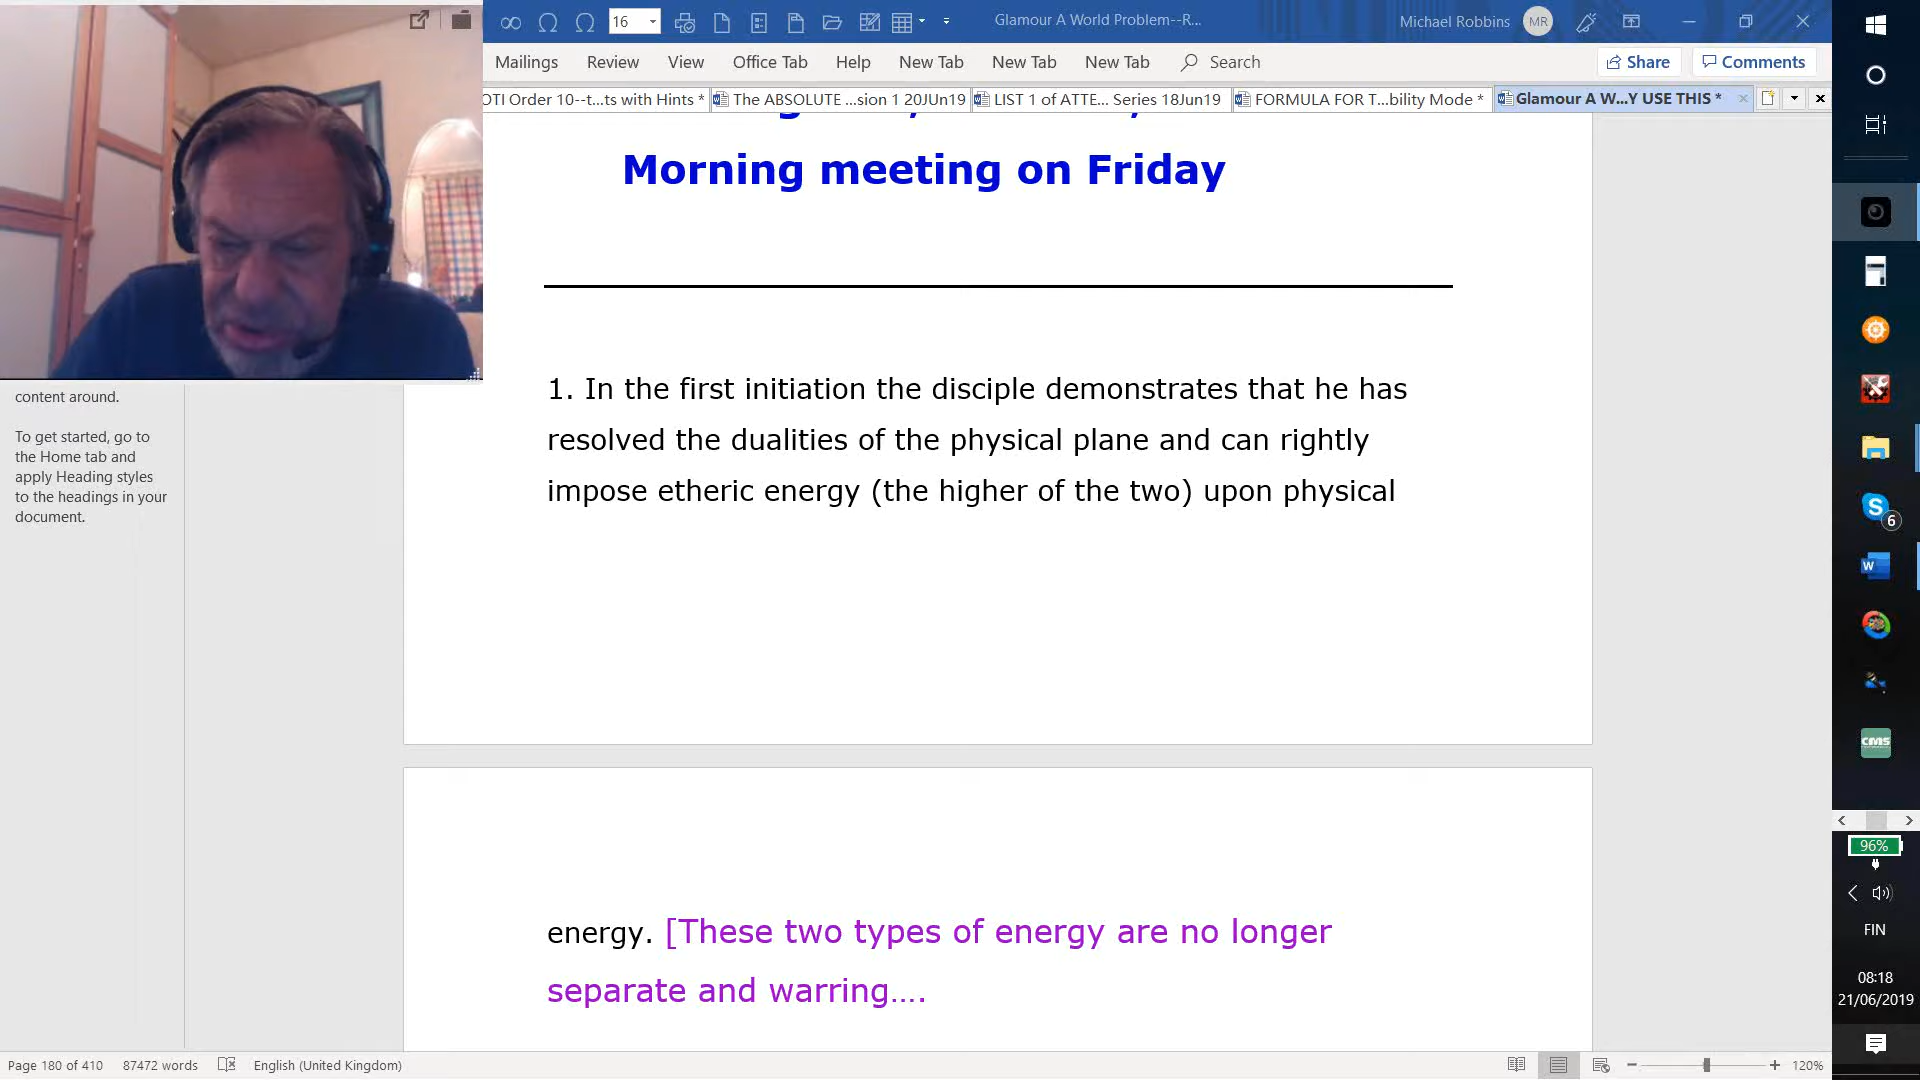 16
Glamour A World Problem--R...
Michael Robbins
MR
Mailings
Review
View
Office Tab
Help
New Tab
New Tab
New Tab
Search
Share
Comments
OTI Order 10--t...ts with Hints *
The ABSOLUTE ...sion 1 20JUn19
LIST 1 of ATTE... Series 18Jun19
FORMULA FOR T...bility Mode *
Glamour A W...Y USE THIS *
Morning meeting on Friday
1. In the first initiation the disciple demonstrates that he has
resolved the dualities of the physical plane and can rightly
impose etheric energy (the higher of the two) upon physical
energy. [These two types of energy are no longer
separate and warring….
content around.
To get started, go to
the Home tab and
apply Heading styles
to the headings in your
document.
S
6
W
CMS
96%
FIN
08:18
21/06/2019
Page 180 of 410
87472 words
English (United Kingdom)
120%